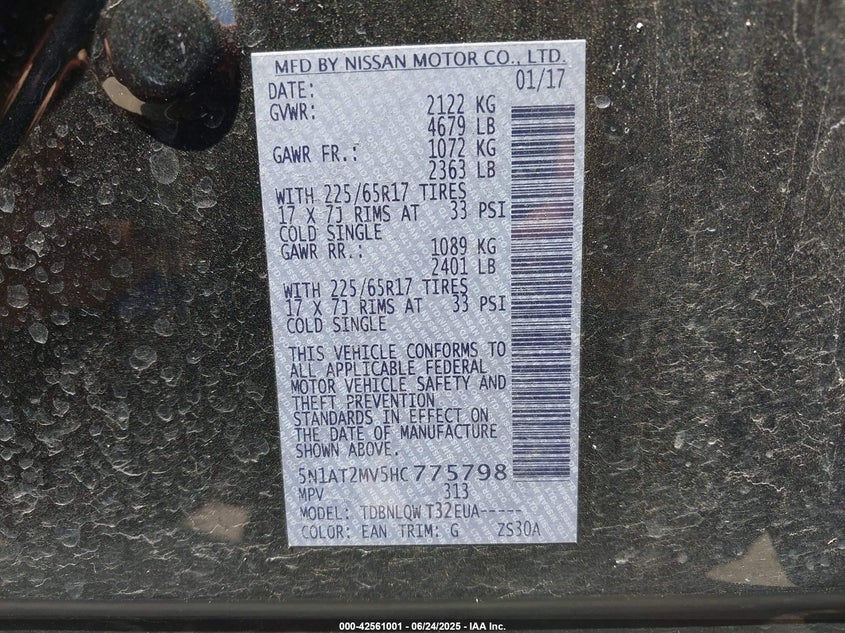 MFD BY NISSAN MOTOR CO., LTD.
DATE: 01/17
GVWR: 2122 KG
4679 LB
GAWR FR.: 1072 KG
2363 LB
WITH 225/65R17 TIRES
17 X 7J RIMS AT 33 PSI
COLD SINGLE
GAWR RR.: 1089 KG
2401 LB
WITH 225/65R17 TIRES
17 X 7J RIMS AT 33 PSI
COLD SINGLE
THIS VEHICLE CONFORMS TO
ALL APPLICABLE FEDERAL
MOTOR VEHICLE SAFETY AND
THEFT PREVENTION
STANDARDS IN EFFECT ON
THE DATE OF MANUFACTURE
SHOWN ABOVE.
5N1AT2MV5HC775798
MPV 313
MODEL: TDBNLQW T32EUA-----
COLOR: EAN TRIM: G ZS30A
000-42561001 - 06/24/2025 - IAA Inc.